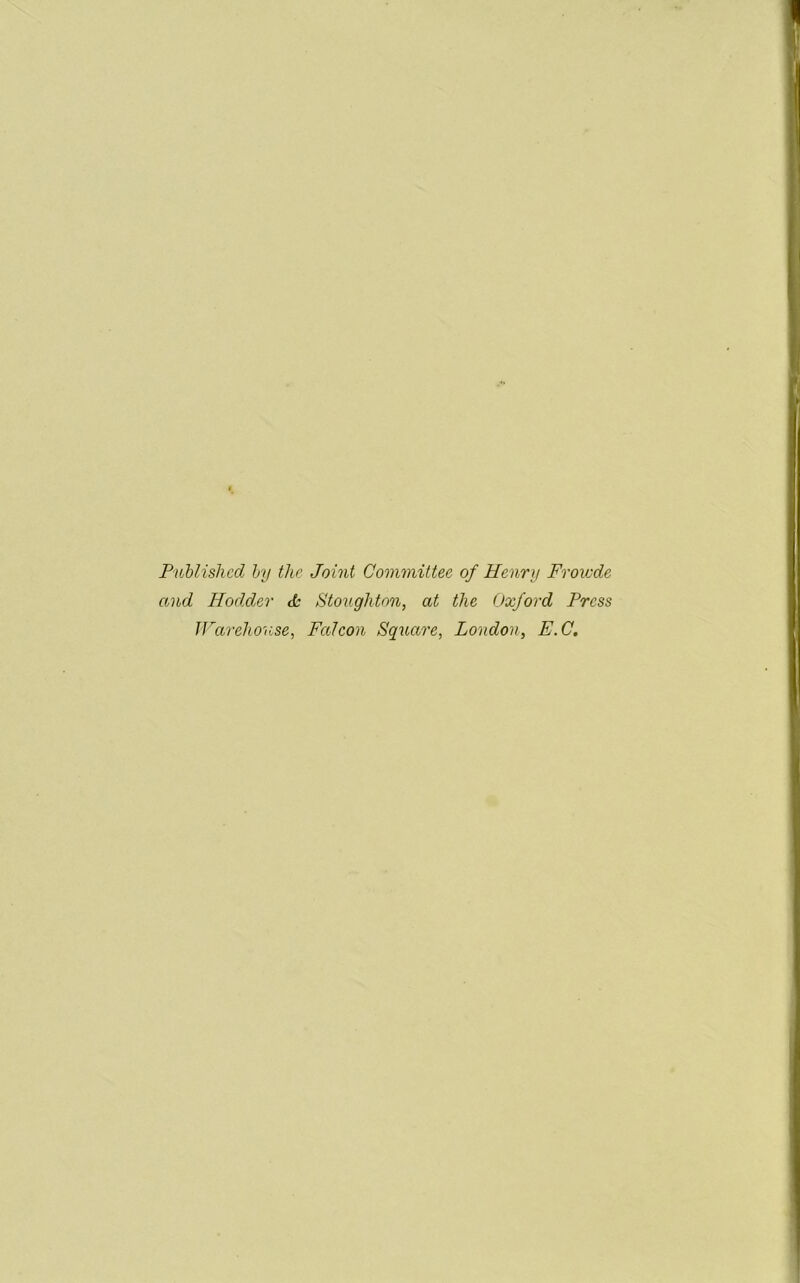 Published by the Joint Committee of Henry Frowde
and Hodder & Stoughton, at the Oxford Press
Warehouse, Falcon Square, London, E.C.